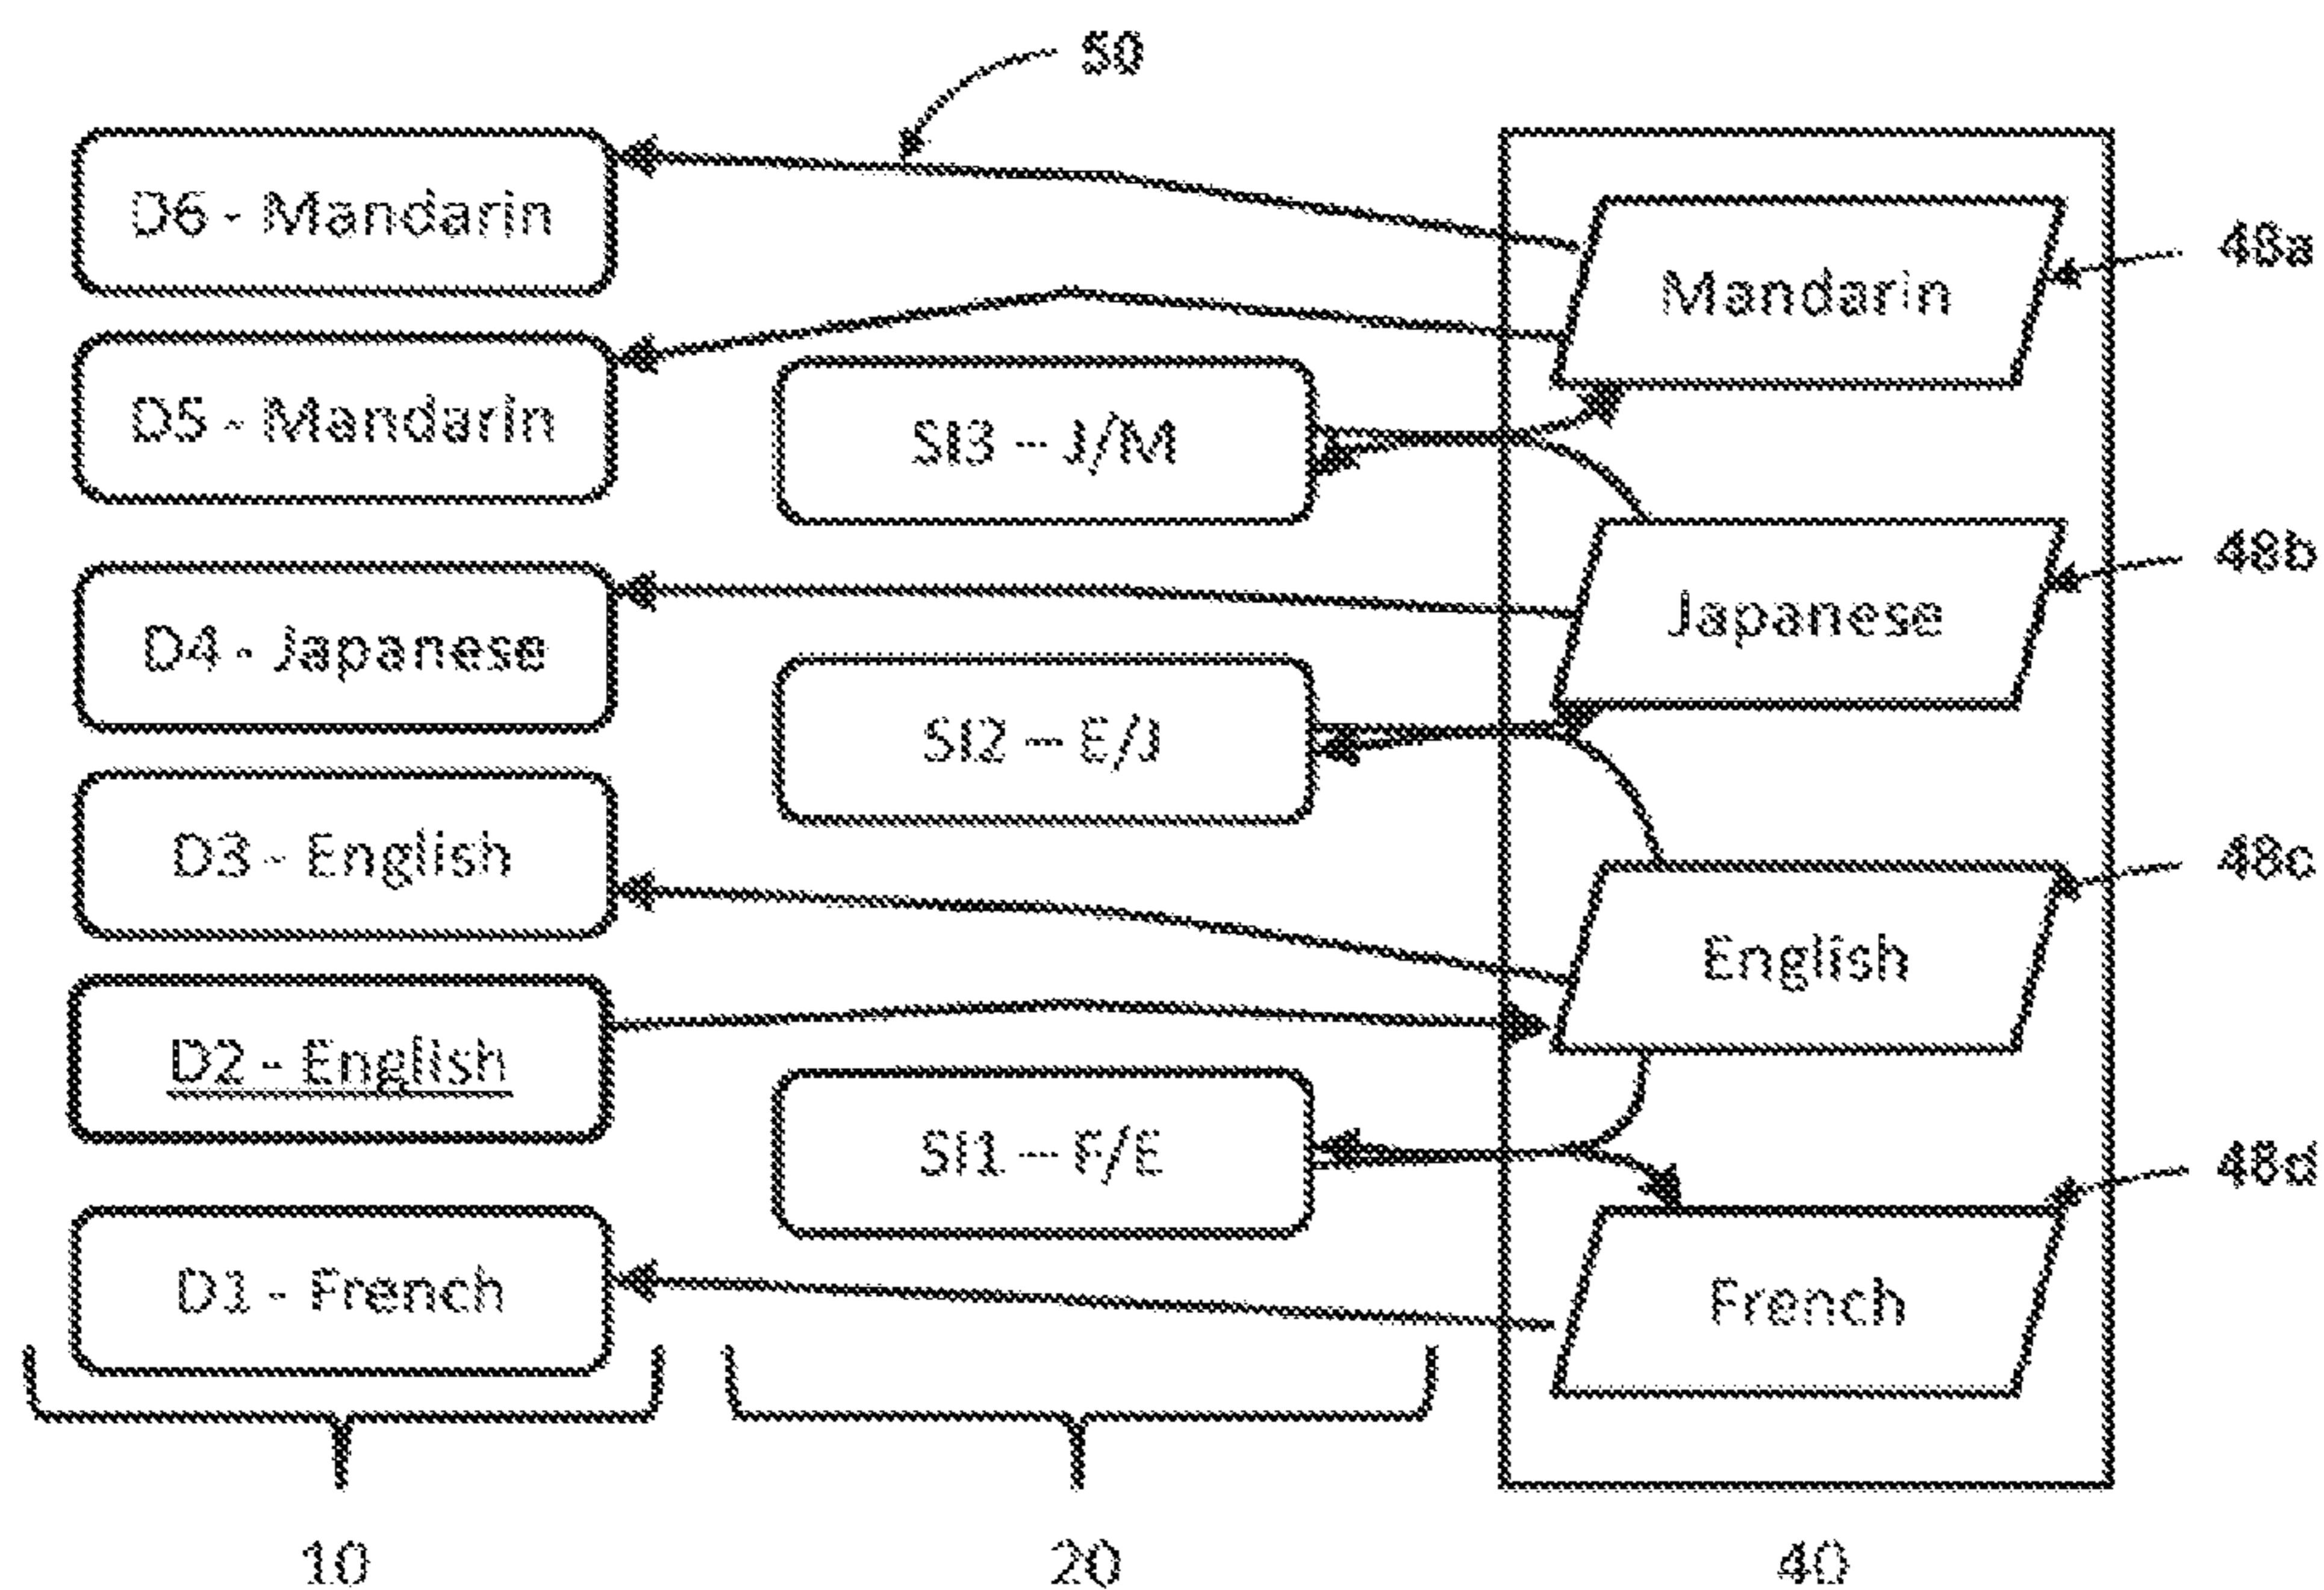 50
D6 - Mandarin
Mandarin
48a
D5 - Mandarin
SI3 – J/M
48b
Japanese
D4 - Japanese
SI2 – E/J
D3 - English
48c
English
D2 - English
SI1 – F/E
48d
D1 - French
French
10
20
40